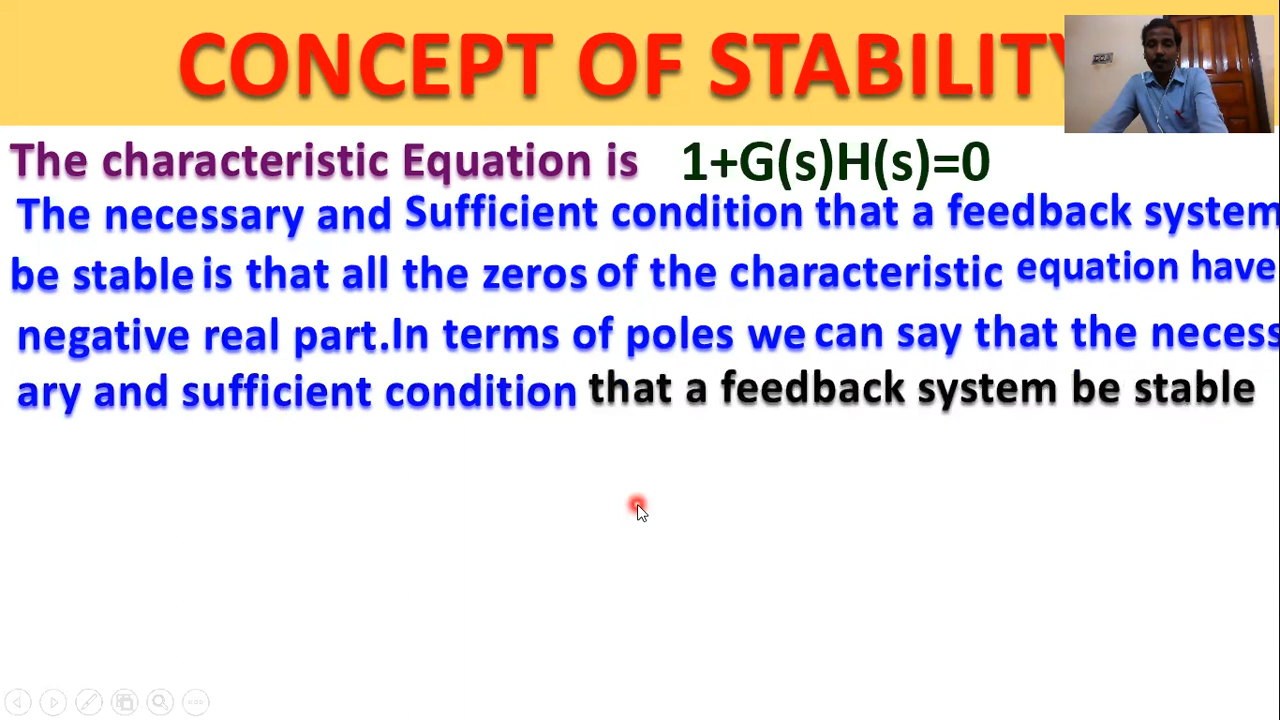 CONCEPT OF STABILITY
The characteristic Equation is 1+G(s)H(s)=0
The necessary and Sufficient condition that a feedback system
be stable is that all the zeros of the characteristic equation have
negative real part.In terms of poles we can say that the necess
ary and sufficient condition that a feedback system be stable